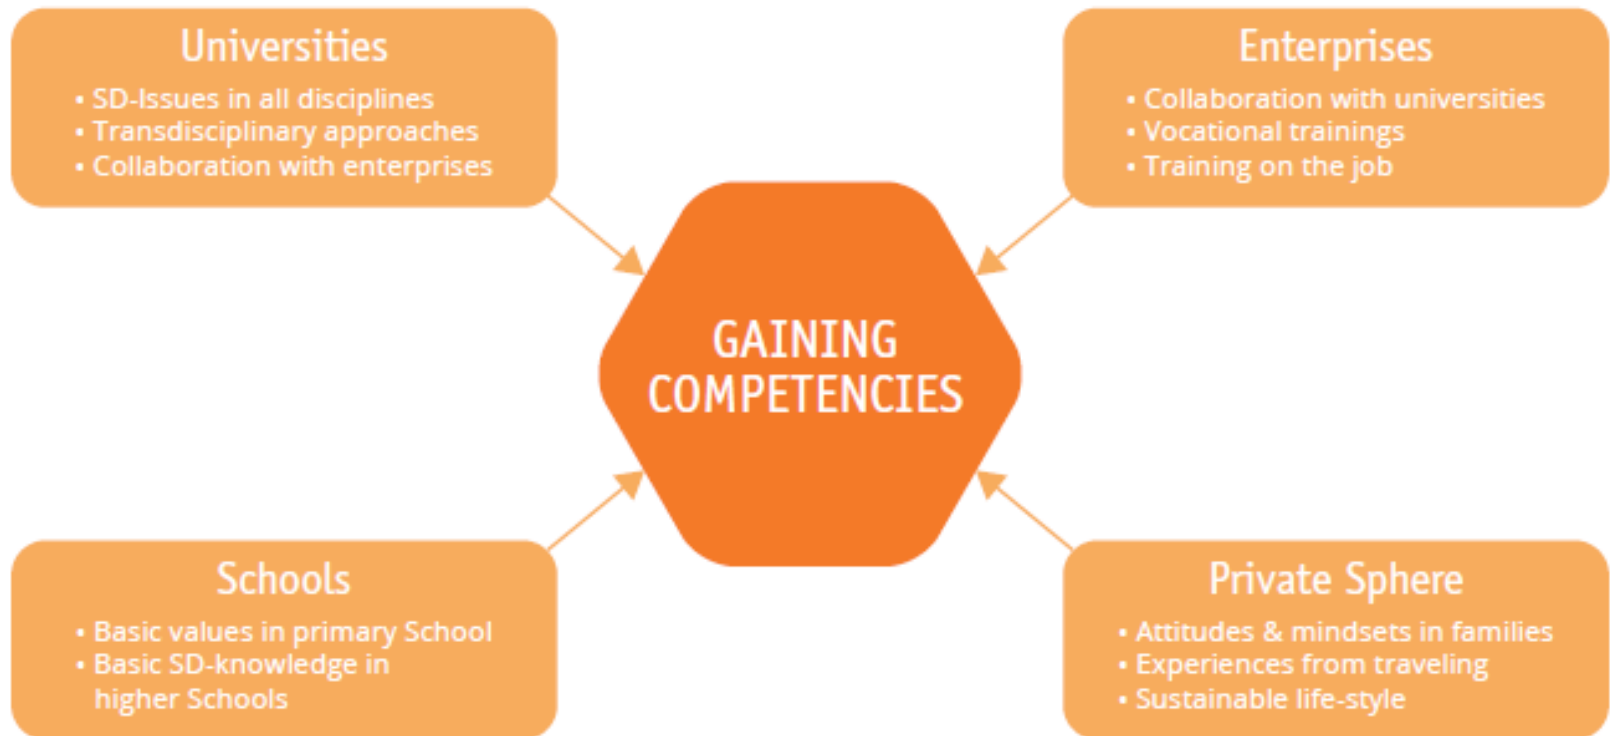 Universities
• SD-Issues in all disciplines
• Transdisciplinary approaches
• Collaboration with enterprises
Enterprises
• Collaboration with universities
• Vocational trainings
• Training on the job
GAINING
COMPETENCIES
Schools
• Basic values in primary School
• Basic SD-knowledge in
higher Schools
Private Sphere
• Attitudes & mindsets in families
• Experiences from traveling
• Sustainable life-style